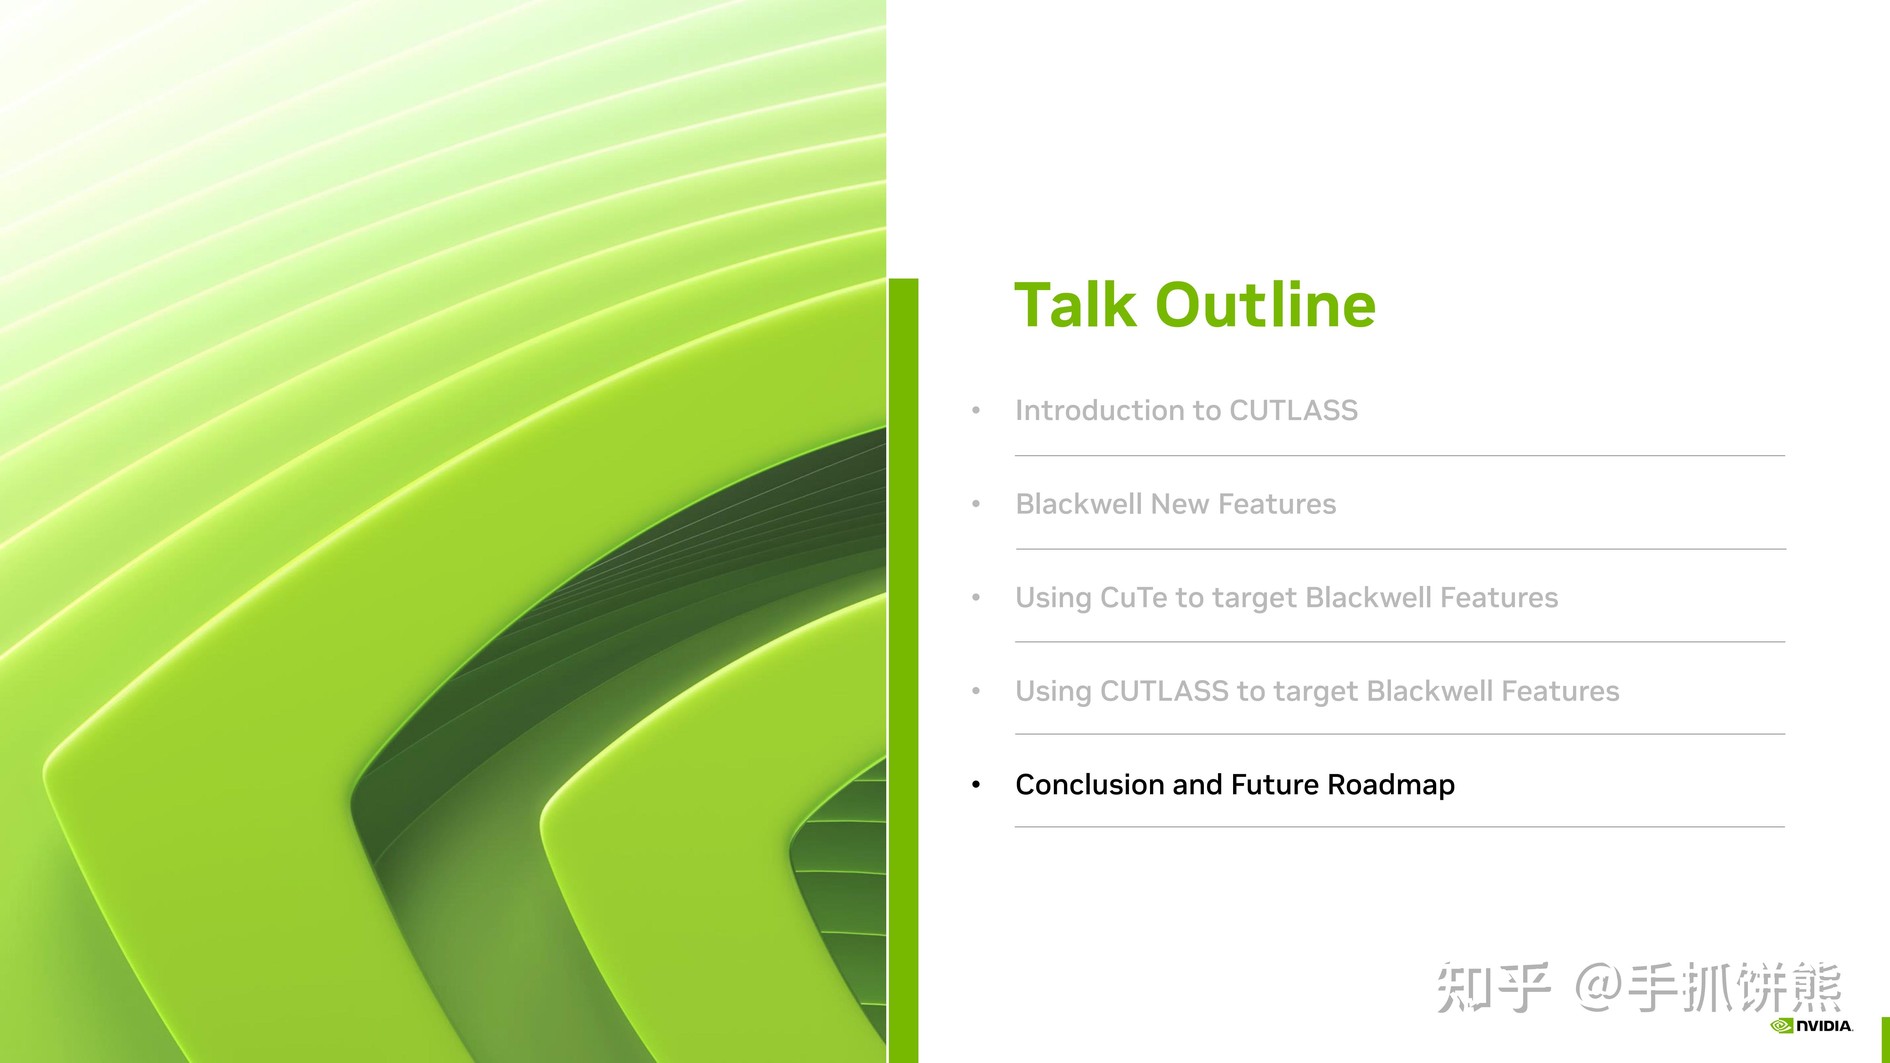 Talk Outline
• Introduction to CUTLASS
• Blackwell New Features
• Using CuTe to target Blackwell Features
• Using CUTLASS to target Blackwell Features
• Conclusion and Future Roadmap
知乎 @手抓饼熊
NVIDIA.